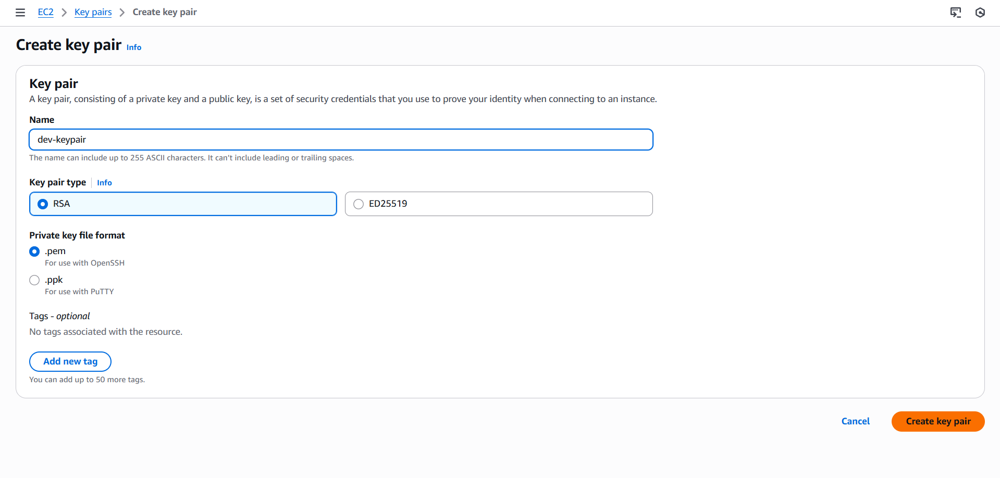 EC2 Key pairs Create key pair
Create key pair Info
Key pair
A key pair, consisting of a private key and a public key, is a set of security credentials that you use to prove your identity when connecting to an instance.
Name
dev-keypair
The name can include up to 255 ASCII characters. It can't include leading or trailing spaces.
Key pair type Info
RSA ED25519
Private key file format
.pem
For use with OpenSSH
.ppk
For use with PuTTY
Tags - optional
No tags associated with the resource.
Add new tag
You can add up to 50 more tags.
Cancel Create key pair